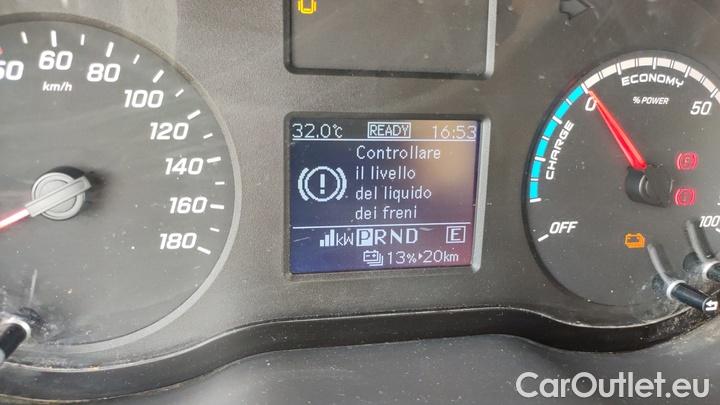 60
80
100
120
140
160
180
km/h
32.0°C READY 16:53
Controllare
il livello
del liquido
dei freni
kW PRND E
13%▸20km
ECONOMY
0
% POWER
50
100
CHARGE
OFF
CarOutlet.eu